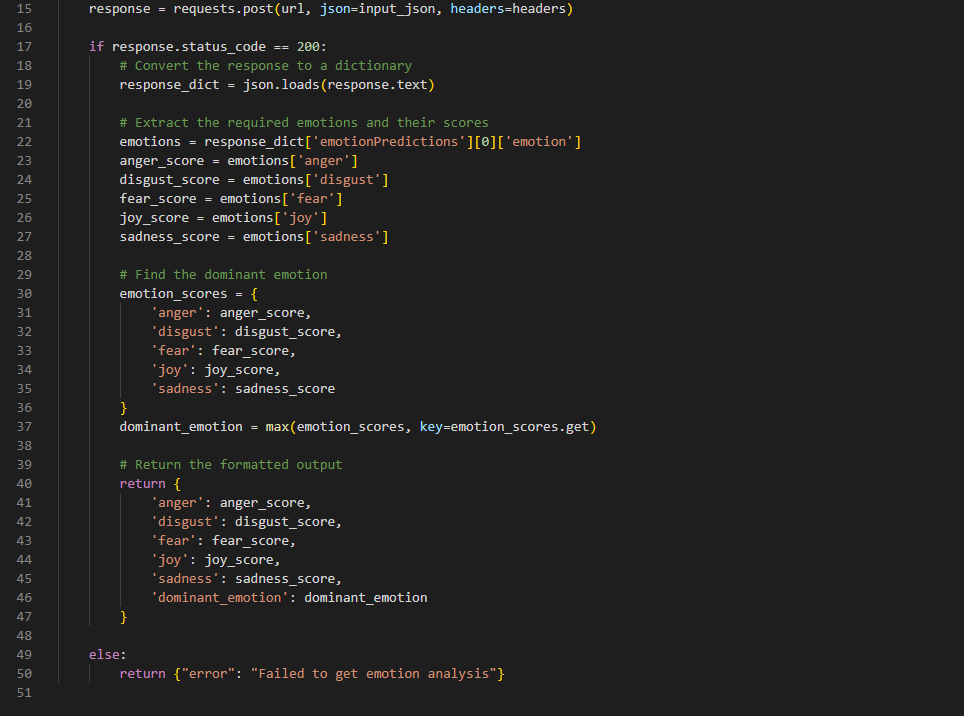 15 response = requests.post(url, json=input_json, headers=headers)
16
17 if response.status_code == 200:
18 # Convert the response to a dictionary
19 response_dict = json.loads(response.text)
20
21 # Extract the required emotions and their scores
22 emotions = response_dict['emotionPredictions'][0]['emotion']
23 anger_score = emotions['anger']
24 disgust_score = emotions['disgust']
25 fear_score = emotions['fear']
26 joy_score = emotions['joy']
27 sadness_score = emotions['sadness']
28
29 # Find the dominant emotion
30 emotion_scores = {
31 'anger': anger_score,
32 'disgust': disgust_score,
33 'fear': fear_score,
34 'joy': joy_score,
35 'sadness': sadness_score
36 }
37 dominant_emotion = max(emotion_scores, key=emotion_scores.get)
38
39 # Return the formatted output
40 return {
41 'anger': anger_score,
42 'disgust': disgust_score,
43 'fear': fear_score,
44 'joy': joy_score,
45 'sadness': sadness_score,
46 'dominant_emotion': dominant_emotion
47 }
48
49 else:
50 return {"error": "Failed to get emotion analysis"}
51